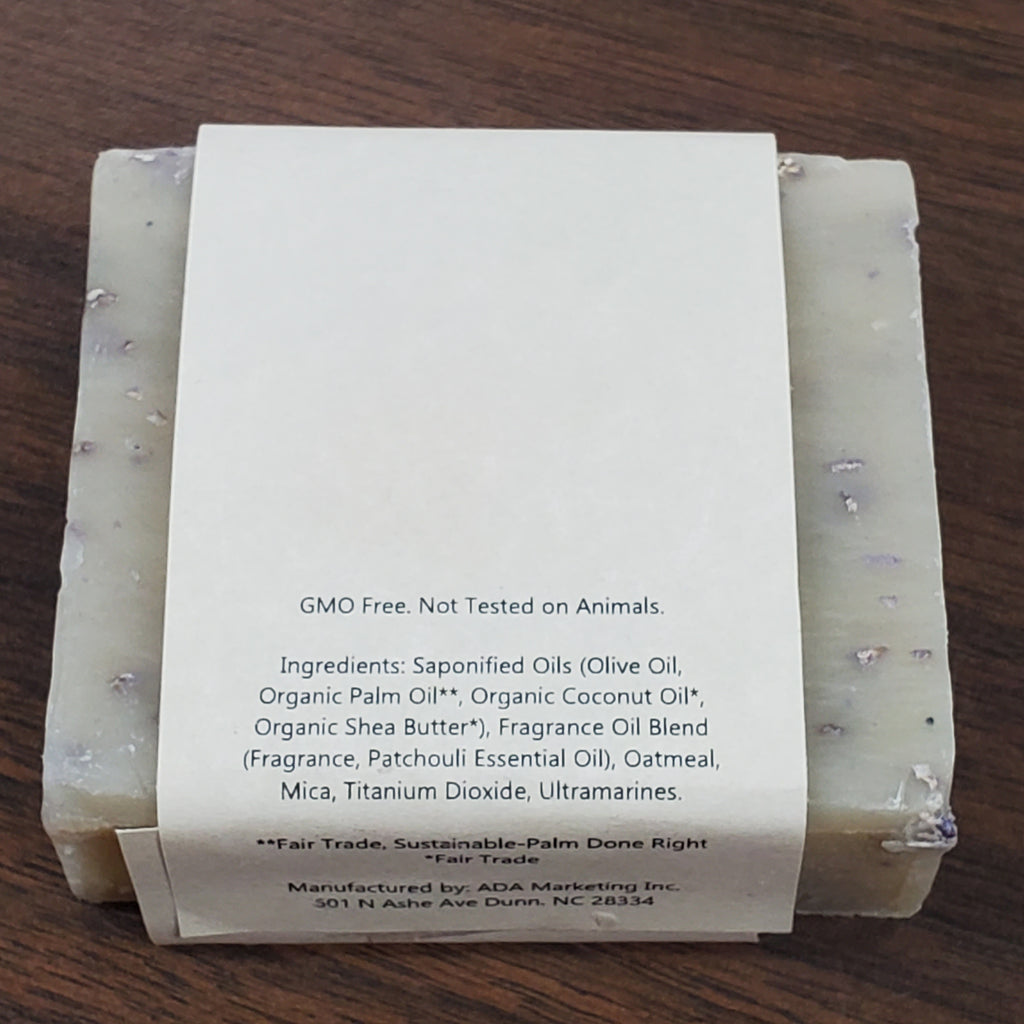 GMO Free. Not Tested on Animals.
Ingredients: Saponified Oils (Olive Oil,
Organic Palm Oil**, Organic Coconut Oil*,
Organic Shea Butter*), Fragrance Oil Blend
(Fragrance, Patchouli Essential Oil), Oatmeal,
Mica, Titanium Dioxide, Ultramarines.
**Fair Trade, Sustainable-Palm Done Right
*Fair Trade
Manufactured by: ADA Marketing Inc.
501 N Ashe Ave Dunn. NC 28334